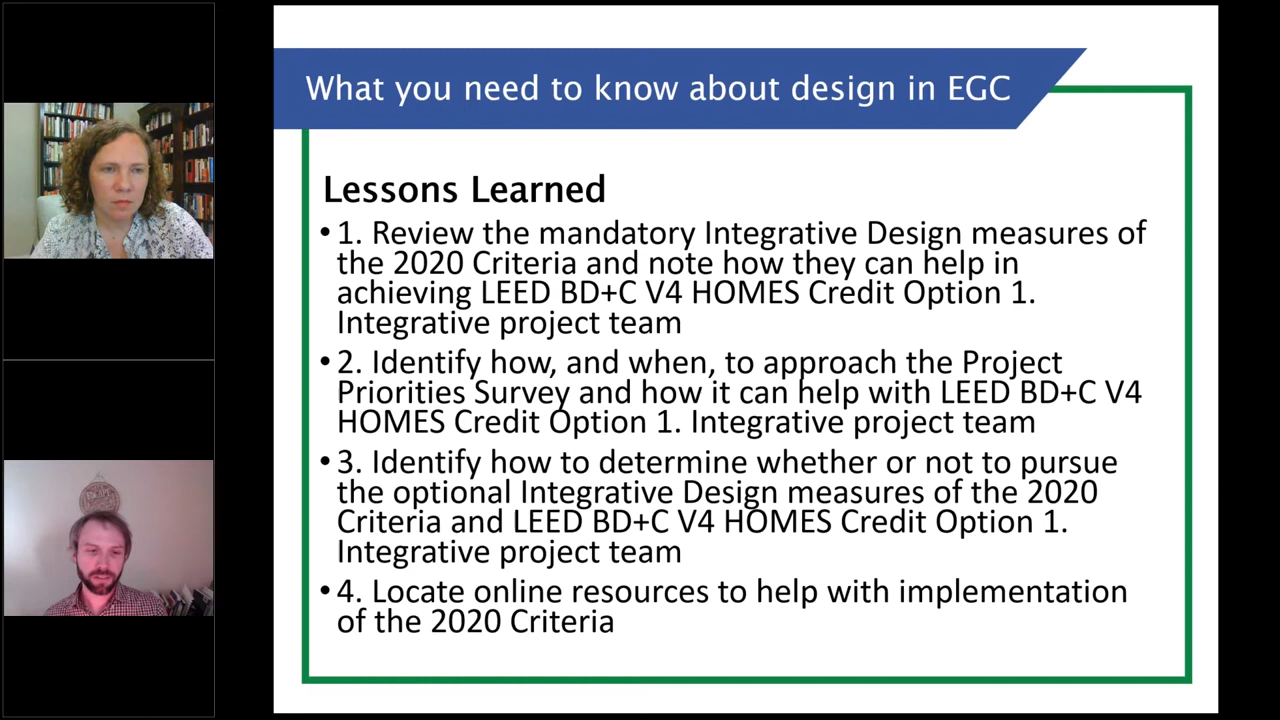 What you need to know about design in EGC
Lessons Learned
• 1. Review the mandatory Integrative Design measures of
the 2020 Criteria and note how they can help in
achieving LEED BD+C V4 HOMES Credit Option 1.
Integrative project team
• 2. Identify how, and when, to approach the Project
Priorities Survey and how it can help with LEED BD+C V4
HOMES Credit Option 1. Integrative project team
• 3. Identify how to determine whether or not to pursue
the optional Integrative Design measures of the 2020
Criteria and LEED BD+C V4 HOMES Credit Option 1.
Integrative project team
• 4. Locate online resources to help with implementation
of the 2020 Criteria